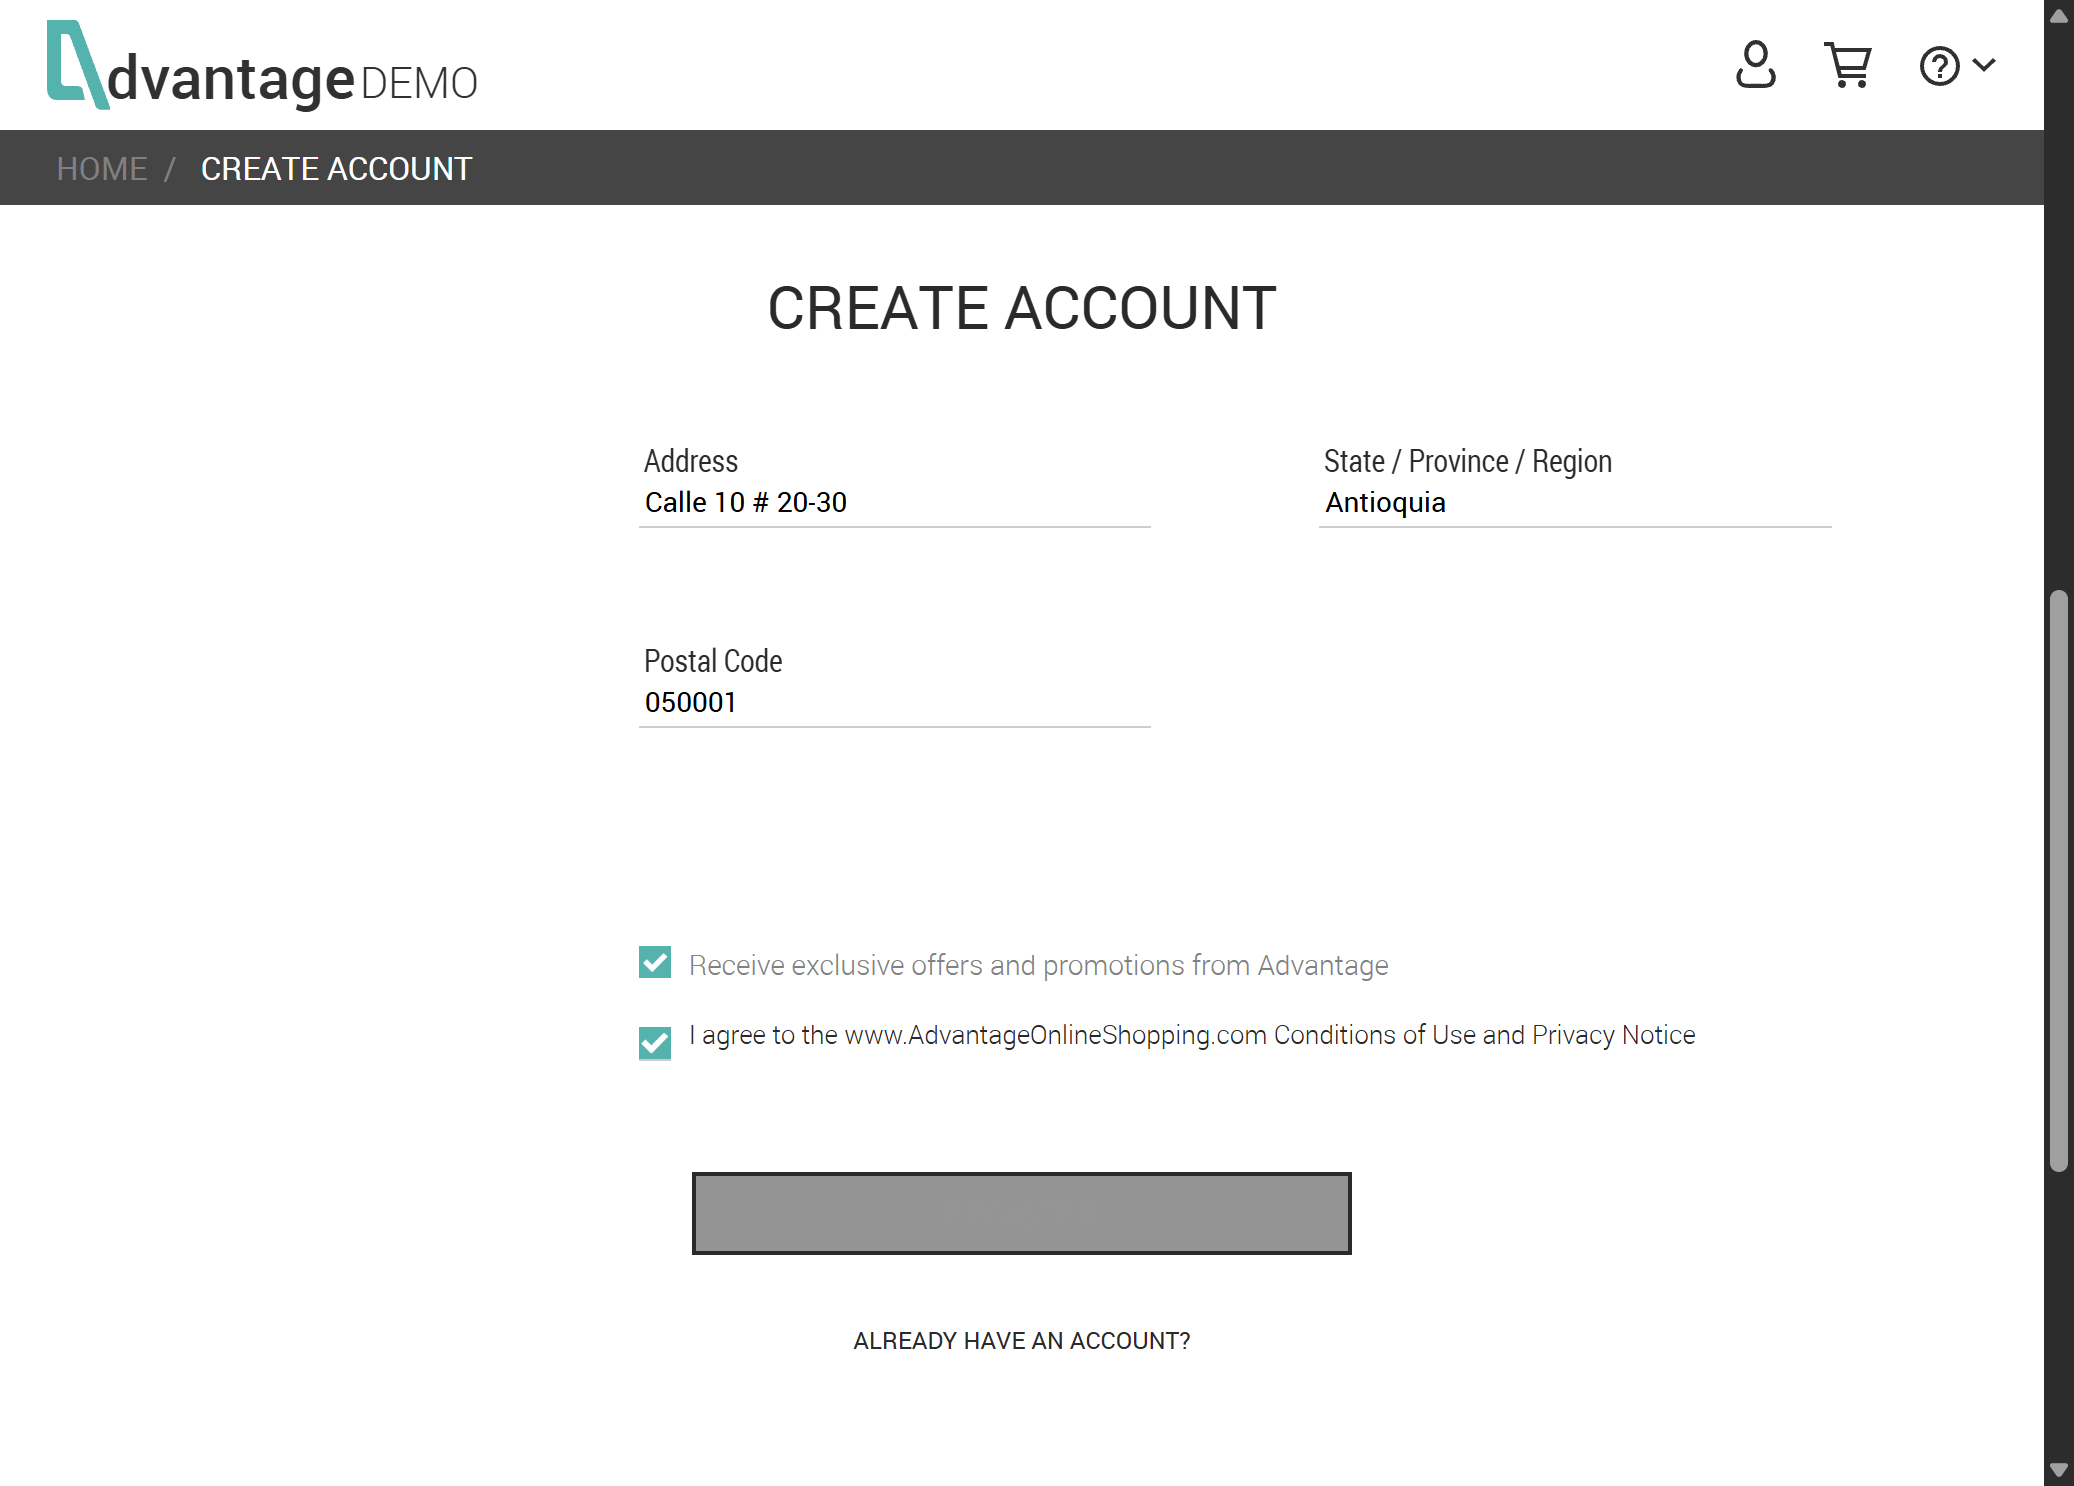 dvantage DEMO
HOME / CREATE ACCOUNT
CREATE ACCOUNT
Address
Calle 10 # 20-30
State / Province / Region
Antioquia
Postal Code
050001
Receive exclusive offers and promotions from Advantage
I agree to the www.AdvantageOnlineShopping.com Conditions of Use and Privacy Notice
ALREADY HAVE AN ACCOUNT?